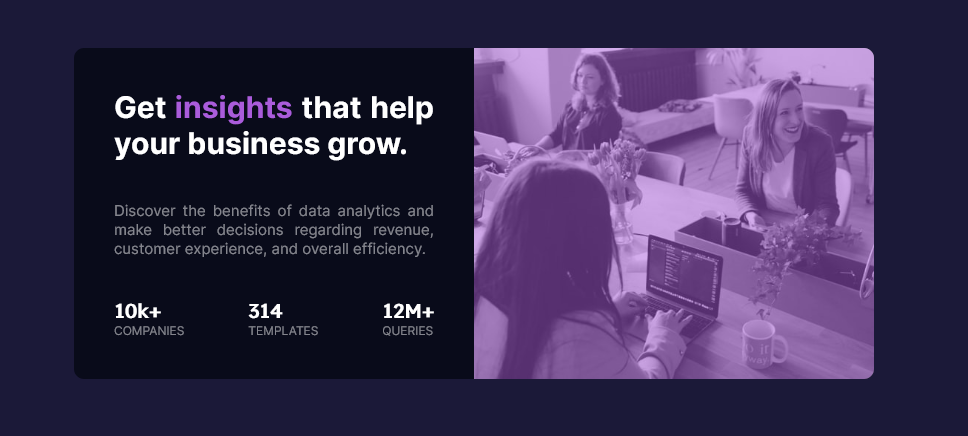 Get insights that help
your business grow.
Discover the benefits of data analytics and
make better decisions regarding revenue,
customer experience, and overall efficiency.
10k+ 314 12M+
COMPANIES TEMPLATES QUERIES